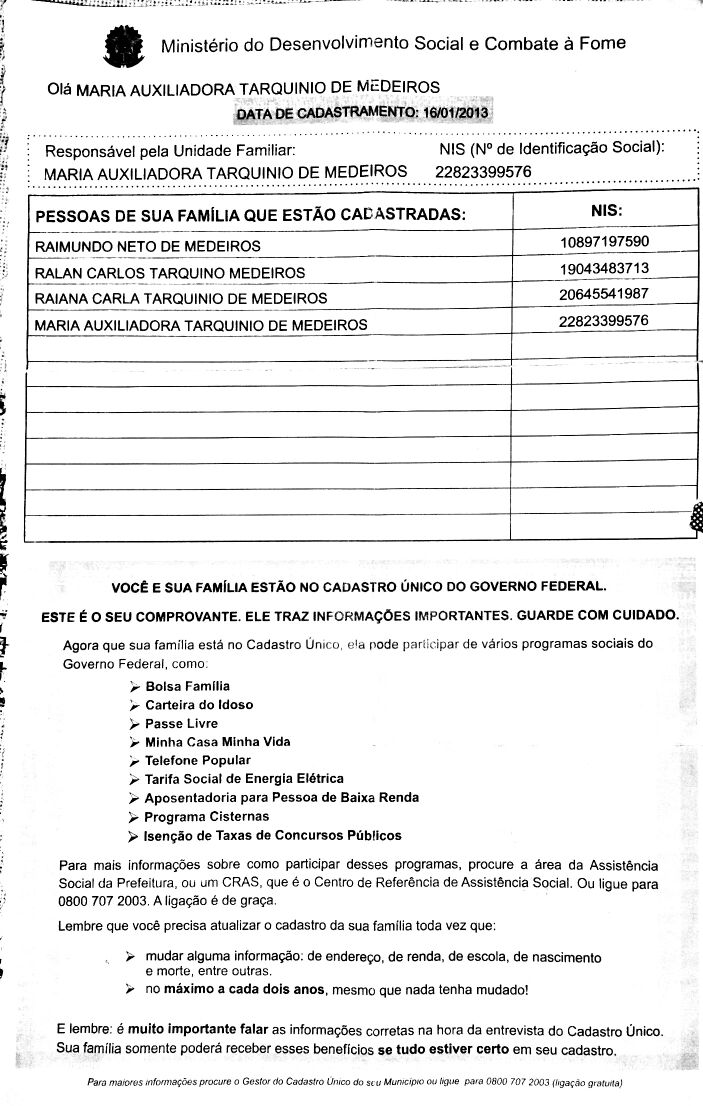 Ministério do Desenvolvimento Social e Combate à Fome
Olá MARIA AUXILIADORA TARQUINIO DE MEDEIROS
DATA DE CADASTRAMENTO: 16/01/2013
Responsável pela Unidade Familiar: NIS (Nº de Identificação Social):
MARIA AUXILIADORA TARQUINIO DE MEDEIROS 22823399576
PESSOAS DE SUA FAMÍLIA QUE ESTÃO CADASTRADAS: NIS:
RAIMUNDO NETO DE MEDEIROS 10897197590
RALAN CARLOS TARQUINO MEDEIROS 19043483713
RAIANA CARLA TARQUINIO DE MEDEIROS 20645541987
MARIA AUXILIADORA TARQUINIO DE MEDEIROS 22823399576
VOCÊ E SUA FAMÍLIA ESTÃO NO CADASTRO ÚNICO DO GOVERNO FEDERAL.
ESTE É O SEU COMPROVANTE. ELE TRAZ INFORMAÇÕES IMPORTANTES. GUARDE COM CUIDADO.
Agora que sua família está no Cadastro Único, ela pode participar de vários programas sociais do
Governo Federal, como:
➢ Bolsa Família
➢ Carteira do Idoso
➢ Passe Livre
➢ Minha Casa Minha Vida
➢ Telefone Popular
➢ Tarifa Social de Energia Elétrica
➢ Aposentadoria para Pessoa de Baixa Renda
➢ Programa Cisternas
➢ Isenção de Taxas de Concursos Públicos
Para mais informações sobre como participar desses programas, procure a área da Assistência
Social da Prefeitura, ou um CRAS, que é o Centro de Referência de Assistência Social. Ou ligue para
0800 707 2003. A ligação é de graça.
Lembre que você precisa atualizar o cadastro da sua família toda vez que:
➢ mudar alguma informação: de endereço, de renda, de escola, de nascimento
e morte, entre outras.
➢ no máximo a cada dois anos, mesmo que nada tenha mudado!
E lembre: é muito importante falar as informações corretas na hora da entrevista do Cadastro Único.
Sua família somente poderá receber esses benefícios se tudo estiver certo em seu cadastro.
Para maiores informações procure o Gestor do Cadastro Único do seu Município ou ligue para 0800 707 2003 (ligação gratuita)